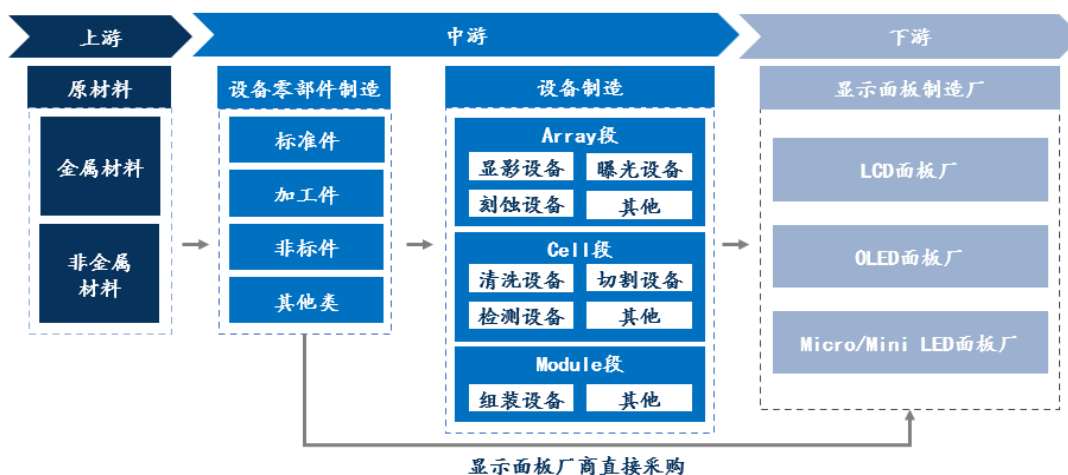 上游
中游
下游
原材料
金属材料
非金属
材料
设备零部件制造
标准件
加工件
非标件
其他类
设备制造
Array段
显影设备
曝光设备
刻蚀设备
其他
Cell段
清洗设备
切割设备
检测设备
其他
Module段
组装设备
其他
显示面板制造厂
LCD面板厂
OLED面板厂
Micro/Mini LED面板厂
显示面板厂商直接采购